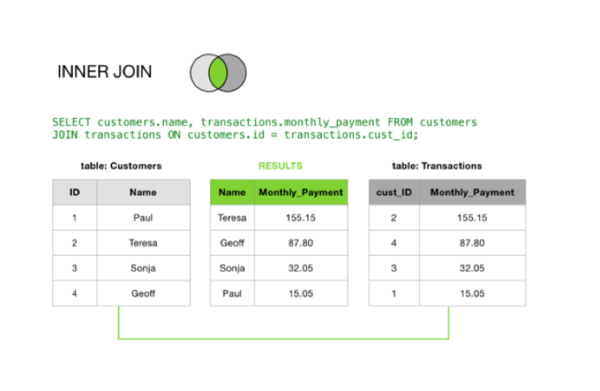 INNER JOIN
SELECT customers.name, transactions.monthly_payment FROM customers
JOIN transactions ON customers.id = transactions.cust_id;
table: Customers
ID Name
1 Paul
2 Teresa
3 Sonja
4 Geoff
RESULTS
Name Monthly_Payment
Teresa 155.15
Geoff 87.80
Sonja 32.05
Paul 15.05
table: Transactions
cust_ID Monthly_Payment
2 155.15
4 87.80
3 32.05
1 15.05